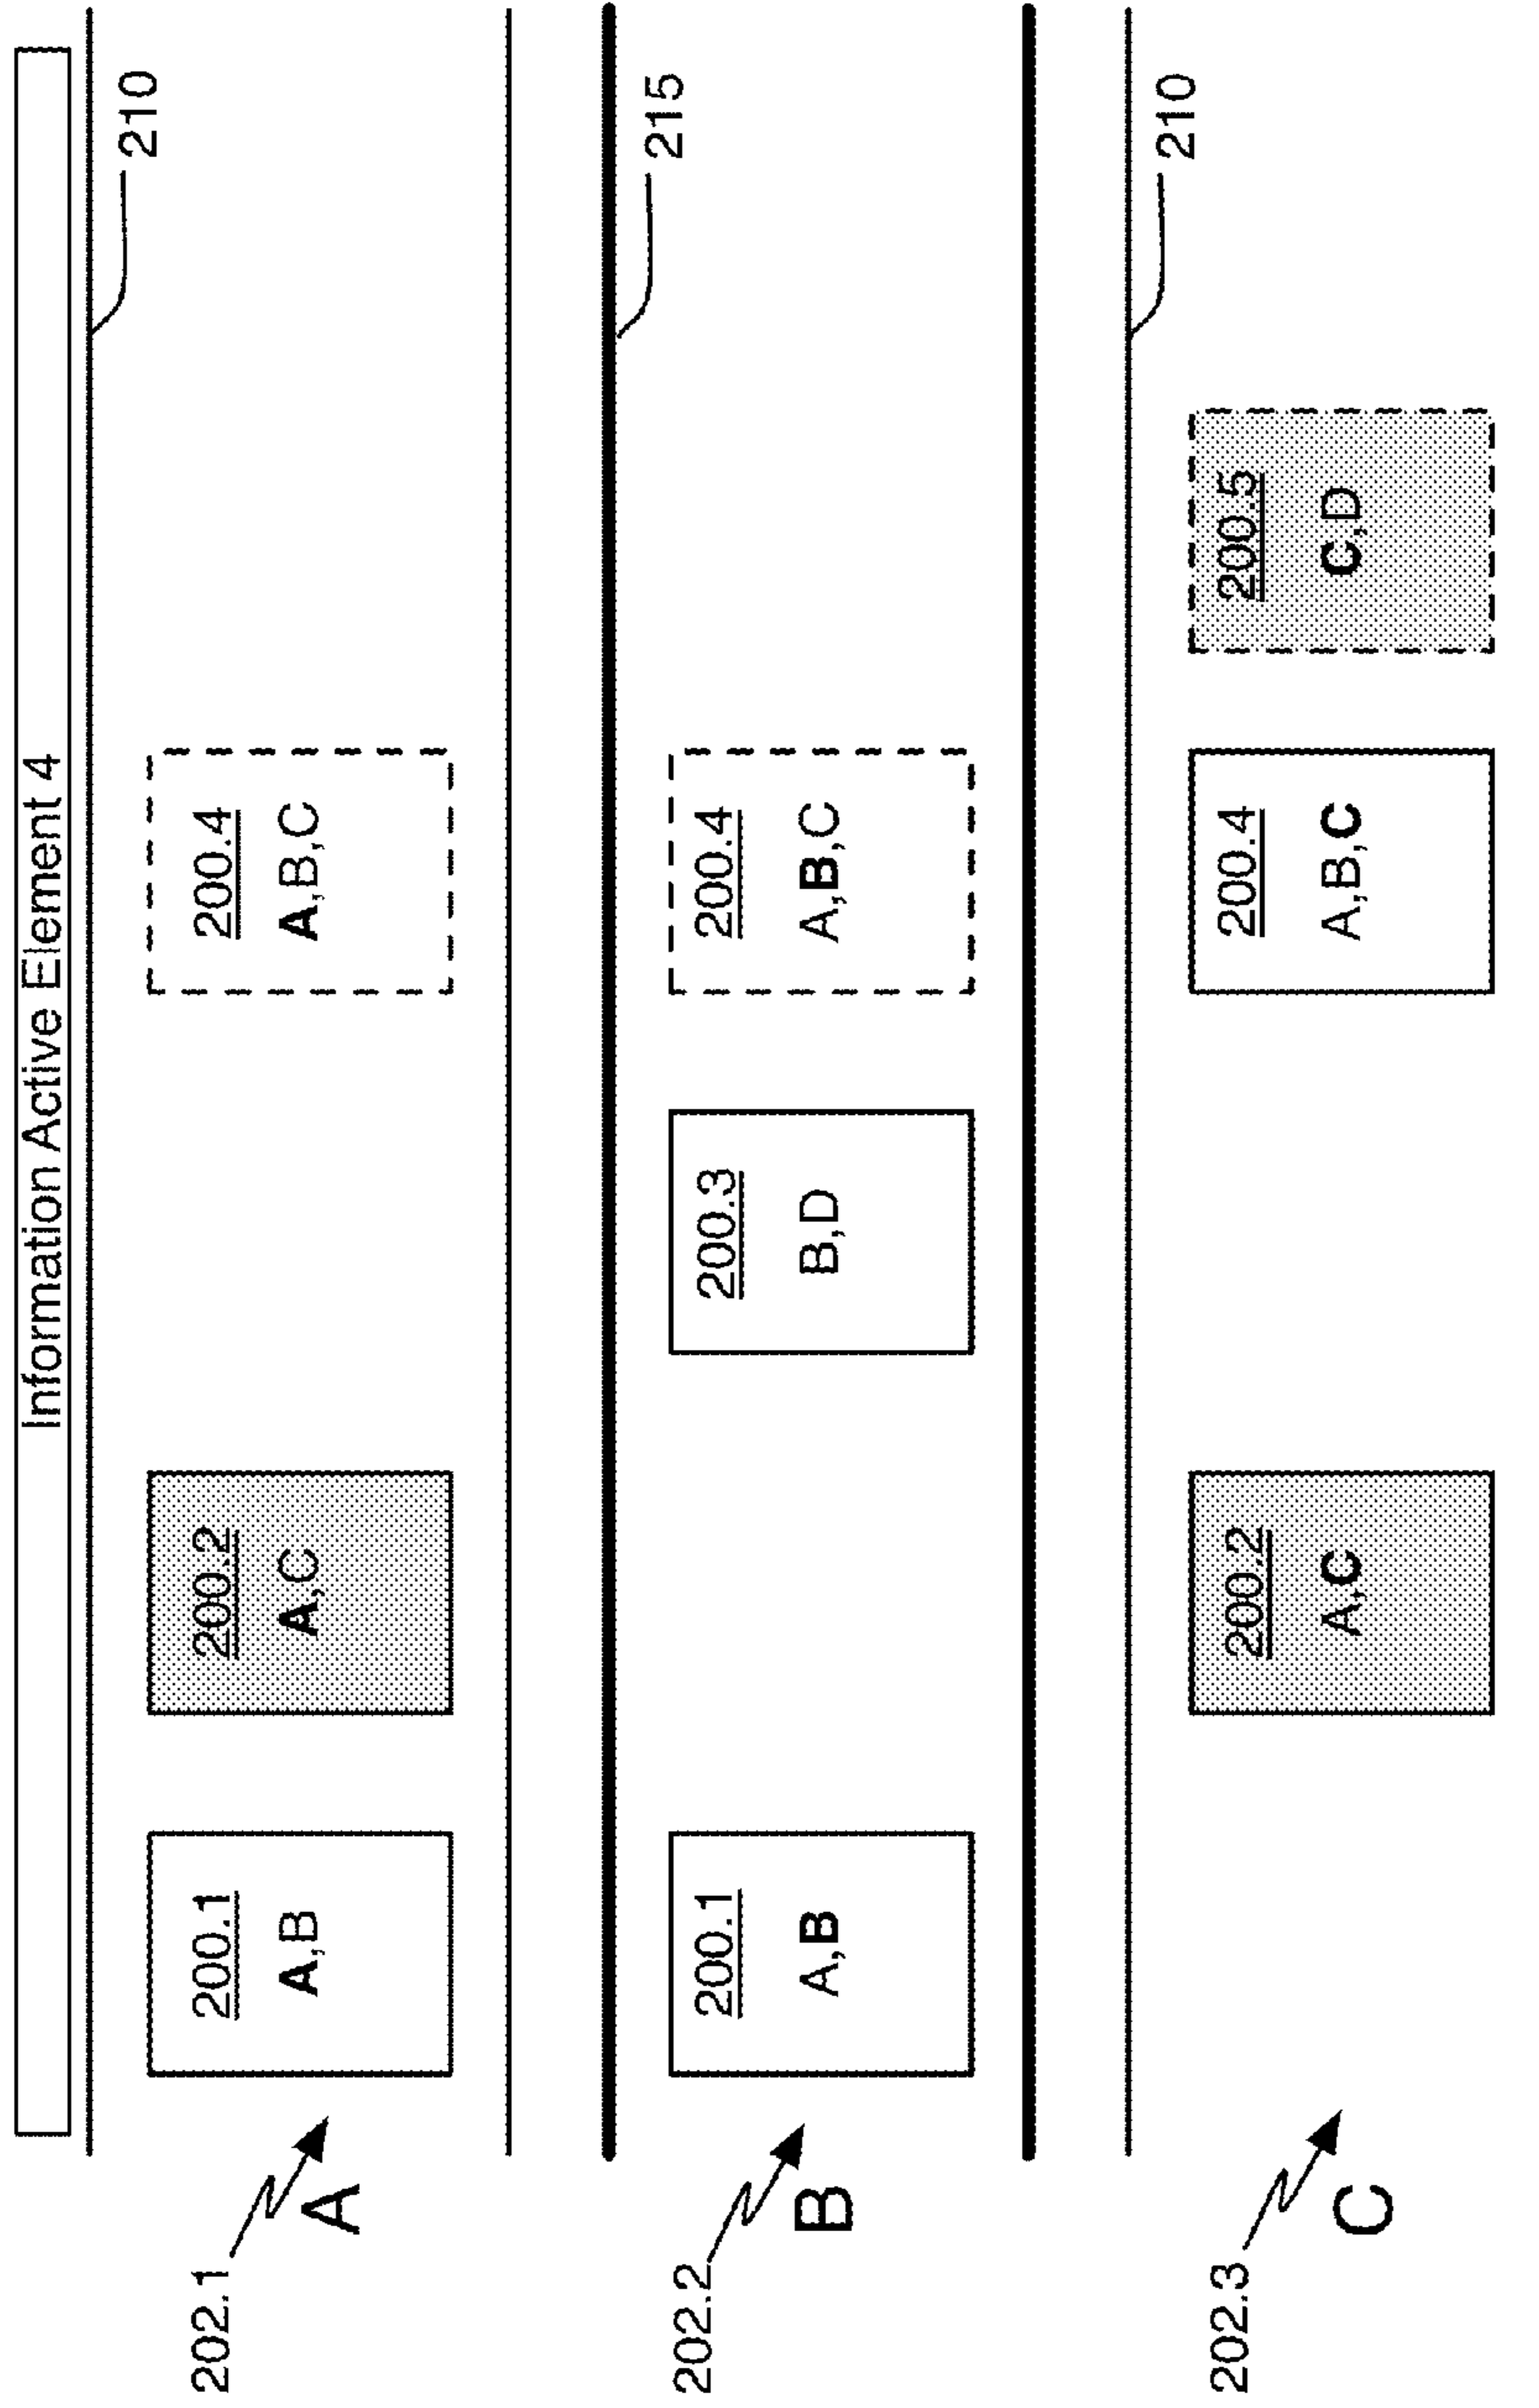 Information Active Element 4
210
202.1
A
200.1
A,B
200.2
A,C
200.4
A,B,C
215
202.2
B
200.1
A,B
200.3
B,D
200.4
A,B,C
210
202.3
C
200.2
A,C
200.4
A,B,C
200.5
C,D